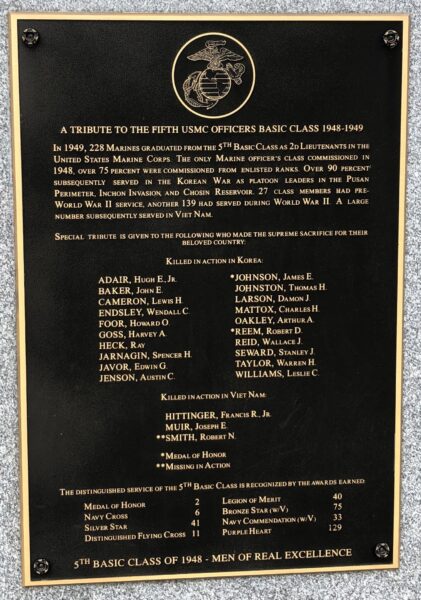 A TRIBUTE TO THE FIFTH USMC OFFICERS BASIC CLASS 1948-1949
IN 1949, 228 MARINES GRADUATED FROM THE 5TH BASIC CLASS AS 2D LIEUTENANTS IN THE
UNITED STATES MARINE CORPS. THE ONLY MARINE OFFICER'S CLASS COMMISSIONED IN
1948, OVER 75 PERCENT WERE COMMISSIONED FROM ENLISTED RANKS. OVER 90 PERCENT
SUBSEQUENTLY SERVED IN THE KOREAN WAR AS PLATOON LEADERS IN THE PUSAN
PERIMETER, INCHON INVASION, AND CHOSIN RESERVOIR. 27 CLASS MEMBERS HAD PRE-
WORLD WAR II SERVICE, ANOTHER 139 HAD SERVED DURING WORLD WAR II. A LARGE
NUMBER SUBSEQUENTLY SERVED IN VIET NAM.
SPECIAL TRIBUTE IS GIVEN TO THE FOLLOWING WHO MADE THE SUPREME SACRIFICE FOR THEIR
BELOVED COUNTRY:
KILLED IN ACTION IN KOREA:
ADAIR, HUGH E., JR.
BAKER, JOHN E.
CAMERON, LEWIS H.
ENDSLEY, WENDALL C.
FOOR, HOWARD O.
GOSS, HARVEY A.
HECK, RAY
JARNAGIN, SPENCER H.
JAVOR, EDWIN G.
JENSON, AUSTIN C.
*JOHNSON, JAMES E.
JOHNSTON, THOMAS H.
LARSON, DAMON J.
MATTOX, CHARLES H.
OAKLEY, ARTHUR A.
*REEM, ROBERT D.
REID, WALLACE J.
SEWARD, STANLEY J.
TAYLOR, WARREN H.
WILLIAMS, LESLIE C.
KILLED IN ACTION IN VIET NAM:
HITTINGER, FRANCIS R., JR.
MUIR, JOSEPH E.
**SMITH, ROBERT N.
*MEDAL OF HONOR
**MISSING IN ACTION
THE DISTINGUISHED SERVICE OF THE 5TH BASIC CLASS IS RECOGNIZED BY THE AWARDS EARNED:
MEDAL OF HONOR 2
NAVY CROSS 6
SILVER STAR 41
DISTINGUISHED FLYING CROSS 11
LEGION OF MERIT 40
BRONZE STAR (W/V) 75
NAVY COMMENDATION (W/V) 33
PURPLE HEART 129
5TH BASIC CLASS OF 1948 - MEN OF REAL EXCELLENCE